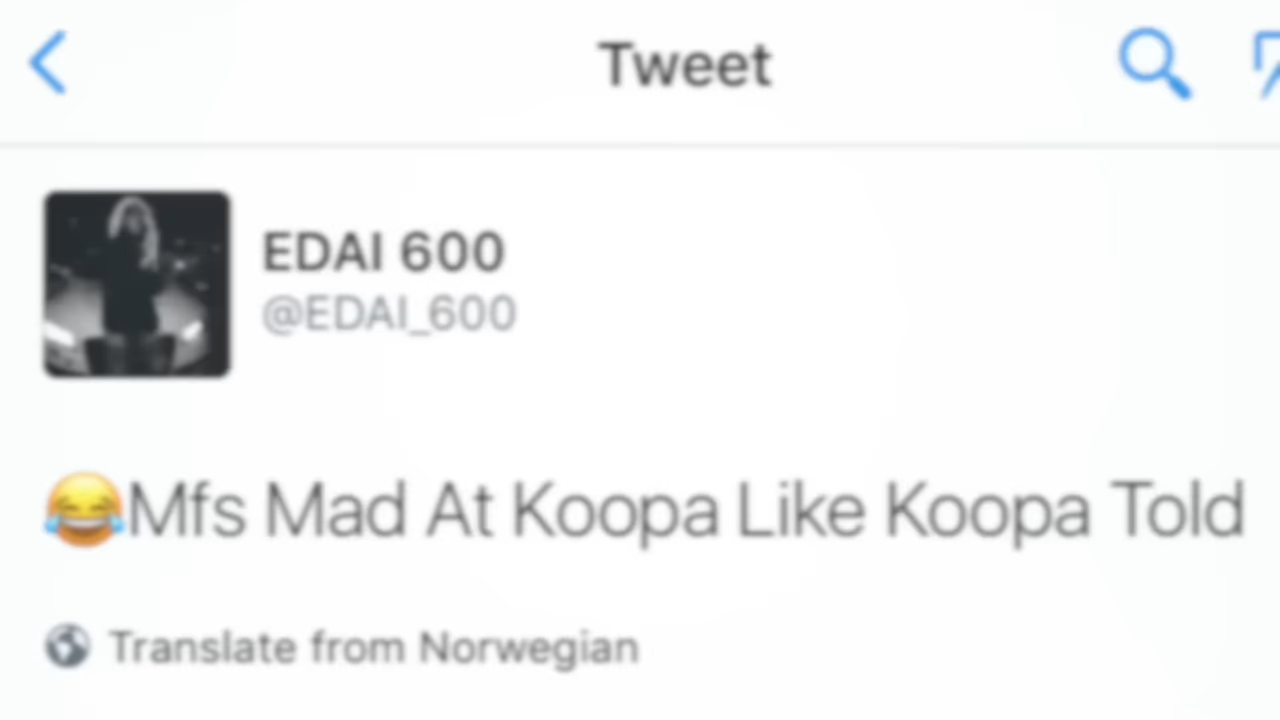 Tweet
EDAI 600
@EDAI_600
😂Mfs Mad At Koopa Like Koopa Told
Translate from Norwegian